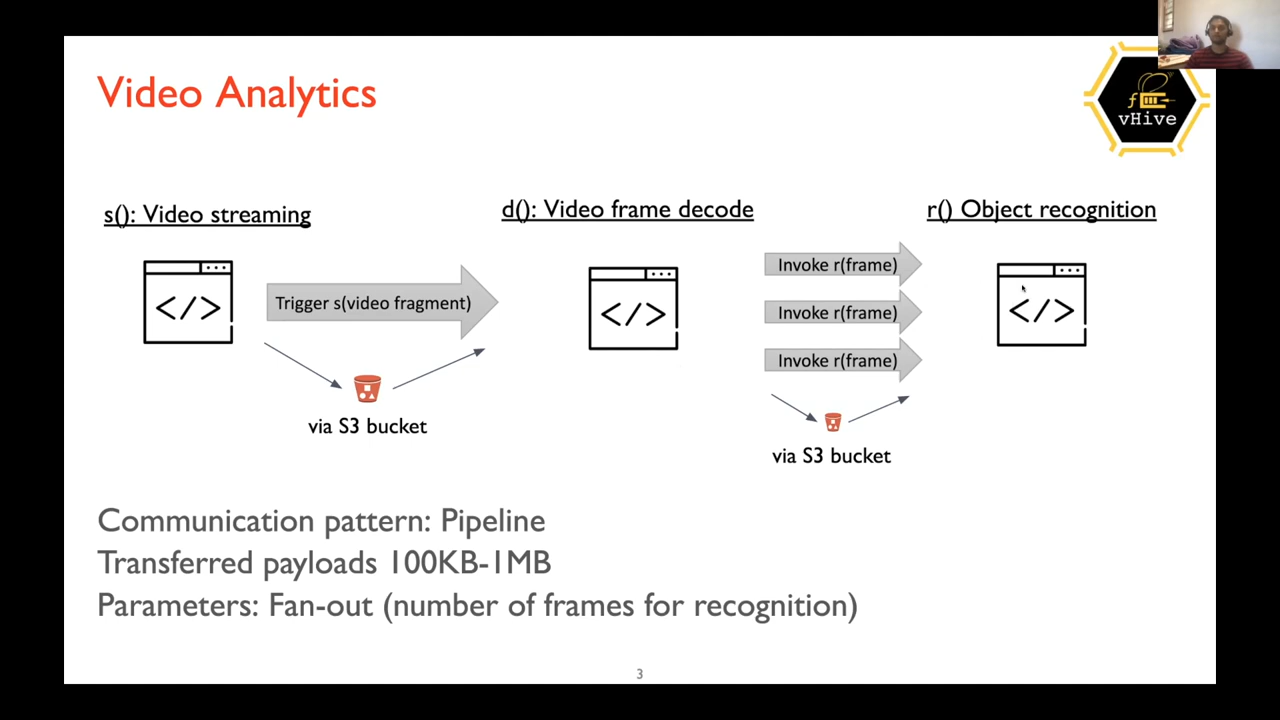 Video Analytics
vHive
s(): Video streaming
d(): Video frame decode
r() Object recognition
</>
Trigger s(video fragment)
</>
Invoke r(frame)
Invoke r(frame)
Invoke r(frame)
</>
via S3 bucket
via S3 bucket
Communication pattern: Pipeline
Transferred payloads 100KB-1MB
Parameters: Fan-out (number of frames for recognition)
3